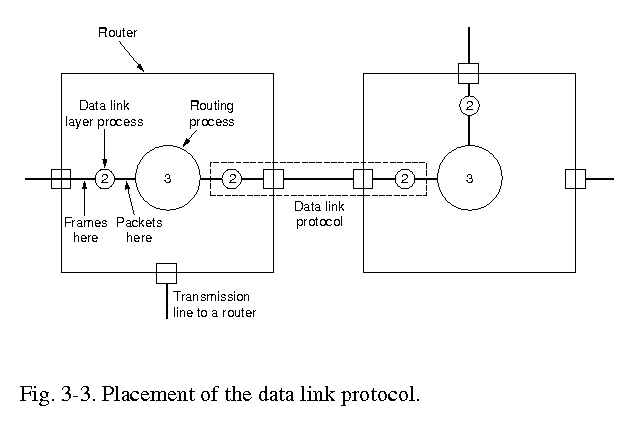 Router
Data link
layer process
Routing
process
2
2
3
2
2
3
Frames
here
Packets
here
Data link
protocol
Transmission
line to a router
Fig. 3-3. Placement of the data link protocol.